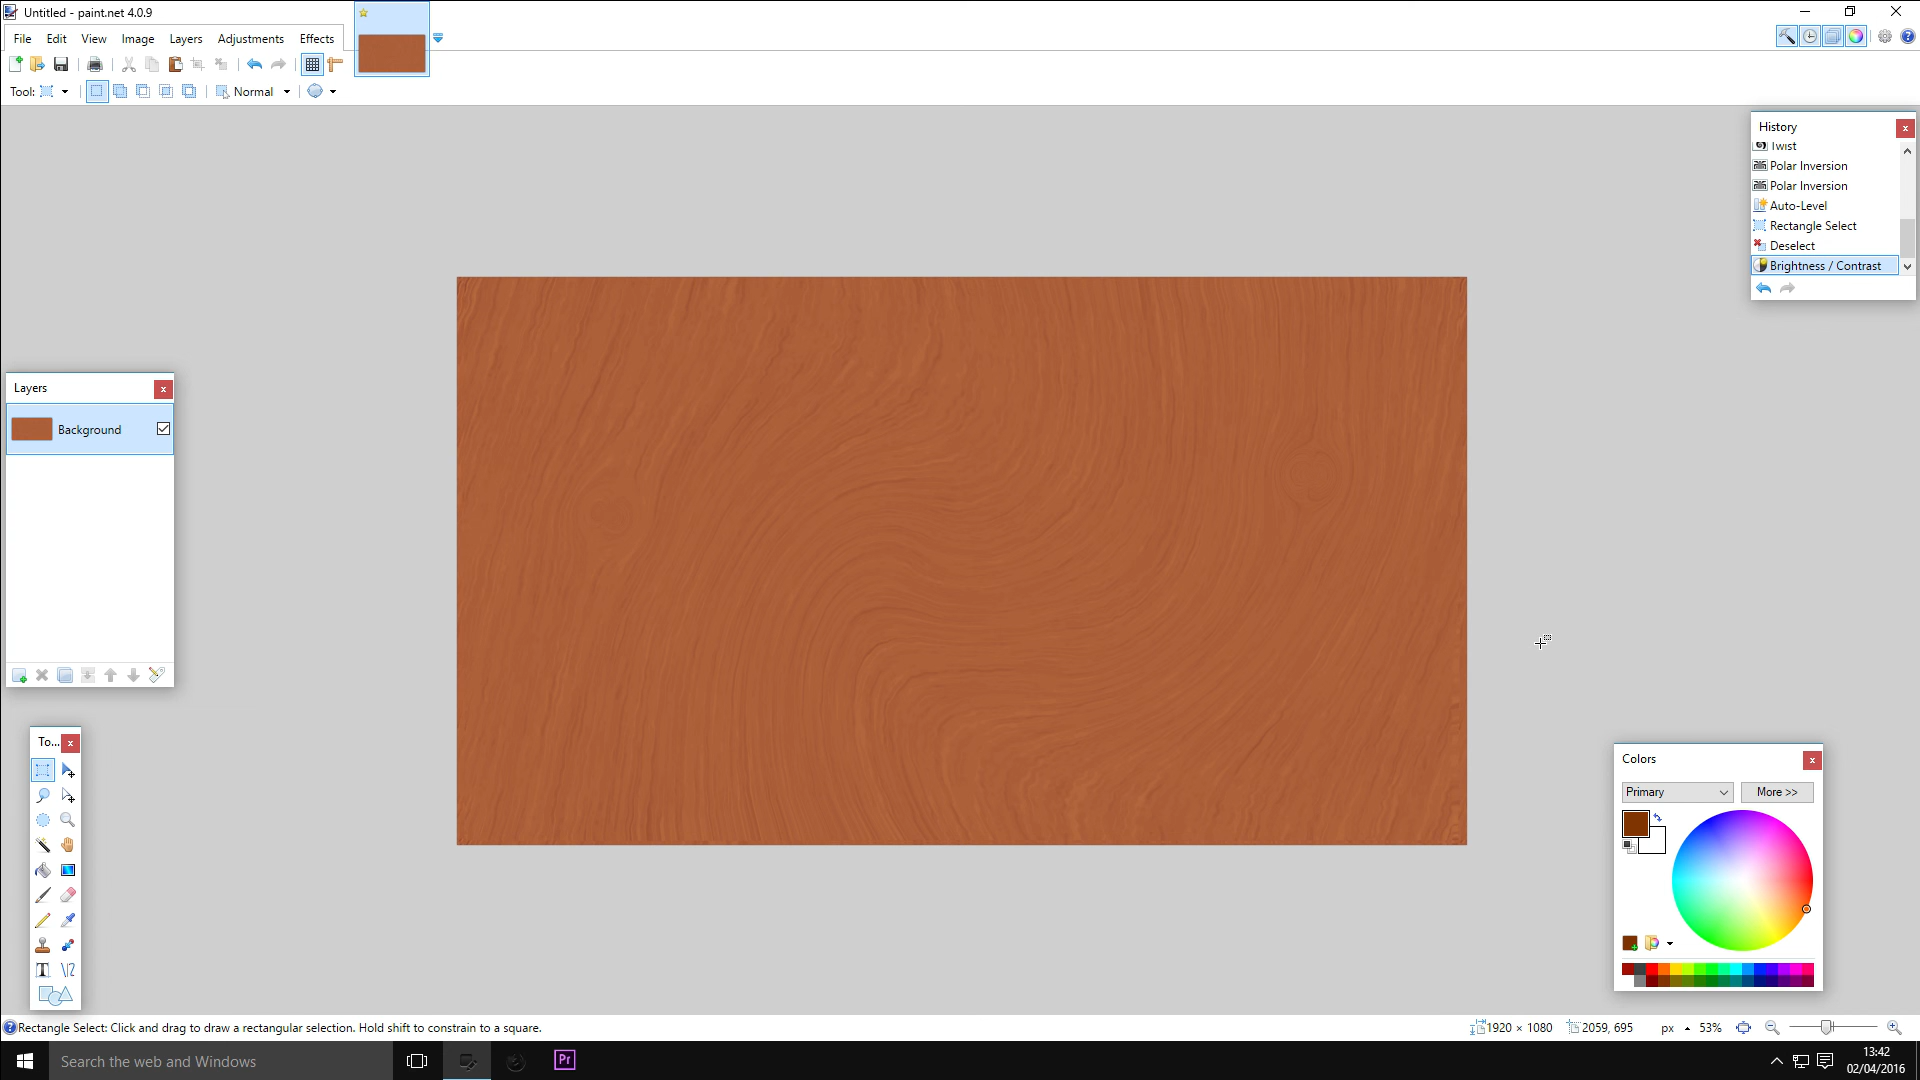 Untitled - paint.net 4.0.9
File Edit View Image Layers Adjustments Effects
Tool: Normal
History
Twist
Polar Inversion
Polar Inversion
Auto-Level
Rectangle Select
Deselect
Brightness / Contrast
Layers
Background
To...
Colors
Primary More >>
Rectangle Select: Click and drag to draw a rectangular selection. Hold shift to constrain to a square.
1920 × 1080 2059, 695 px 53%
Search the web and Windows
Pr
13:42
02/04/2016